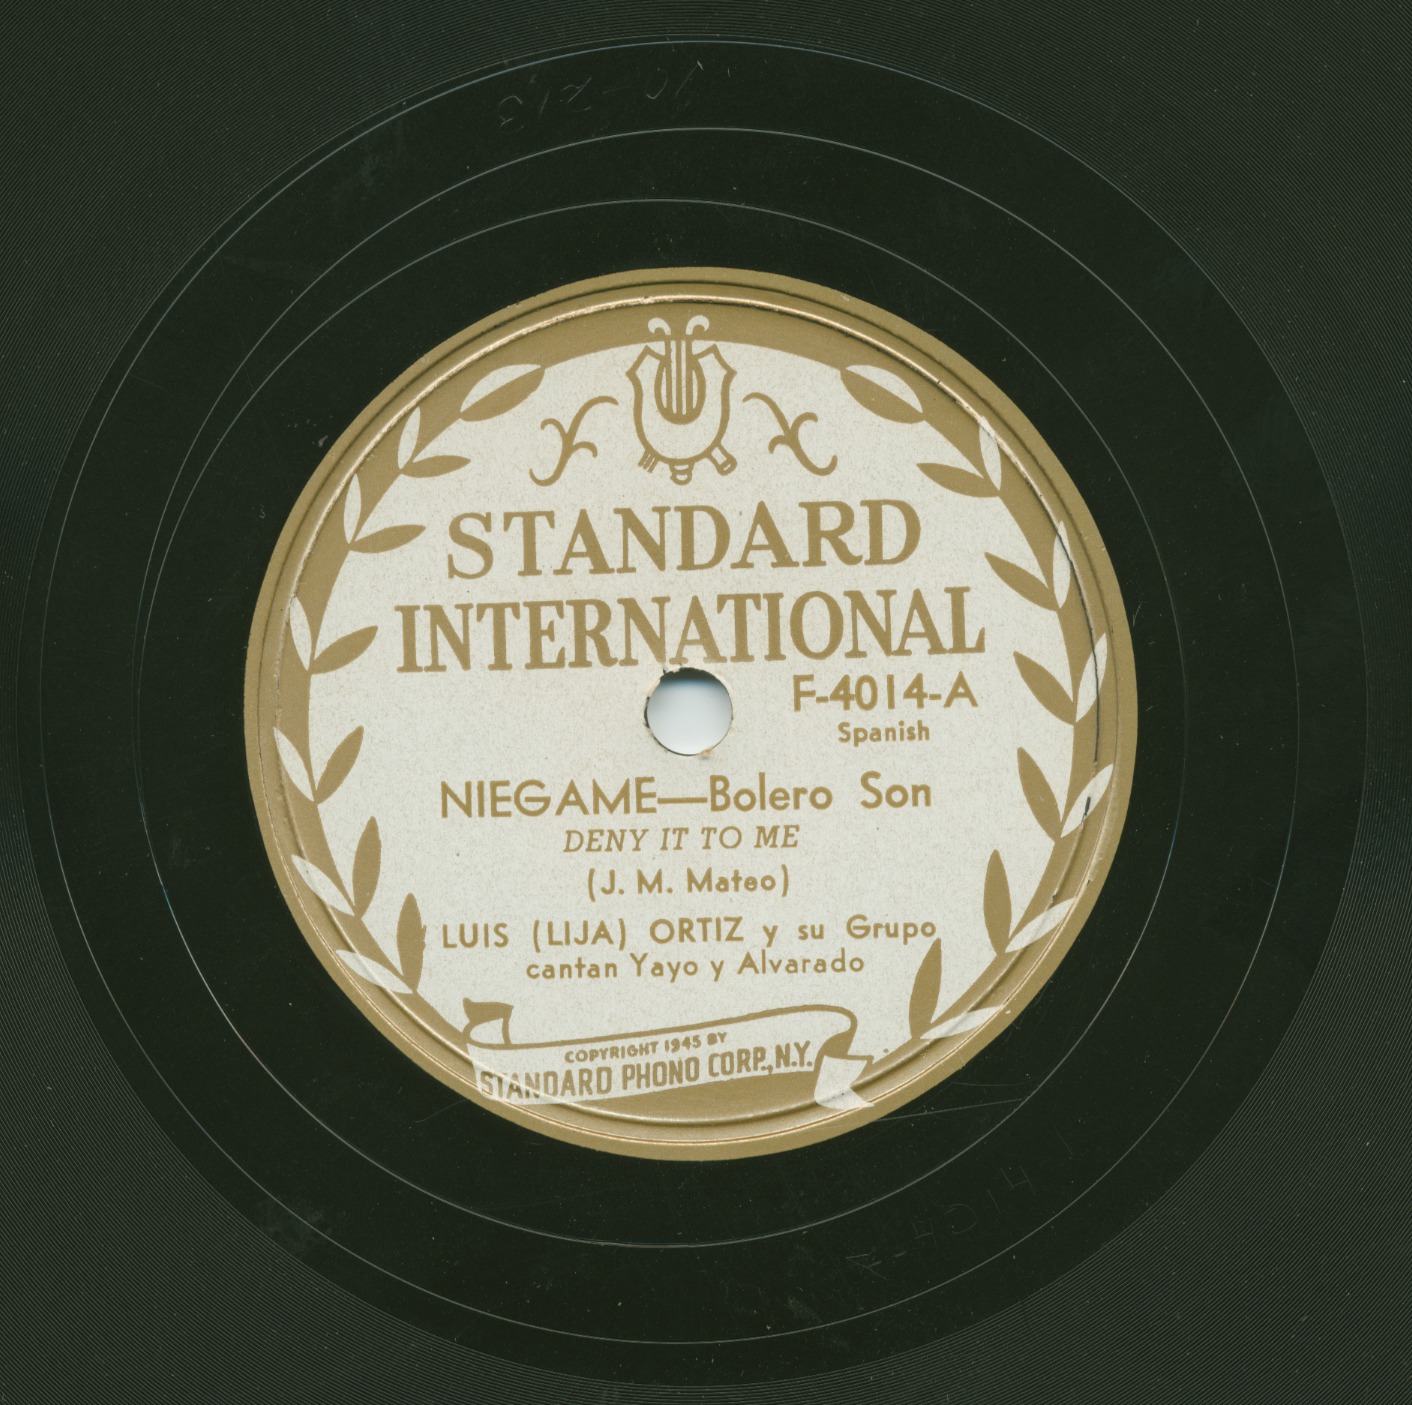 STANDARD
INTERNATIONAL
F-4014-A
Spanish
NIEGAME—Bolero Son
DENY IT TO ME
(J. M. Mateo)
LUIS (LIJA) ORTIZ y su Grupo
cantan Yayo y Alvarado
COPYRIGHT 1945 BY
STANDARD PHONO CORP., N.Y.